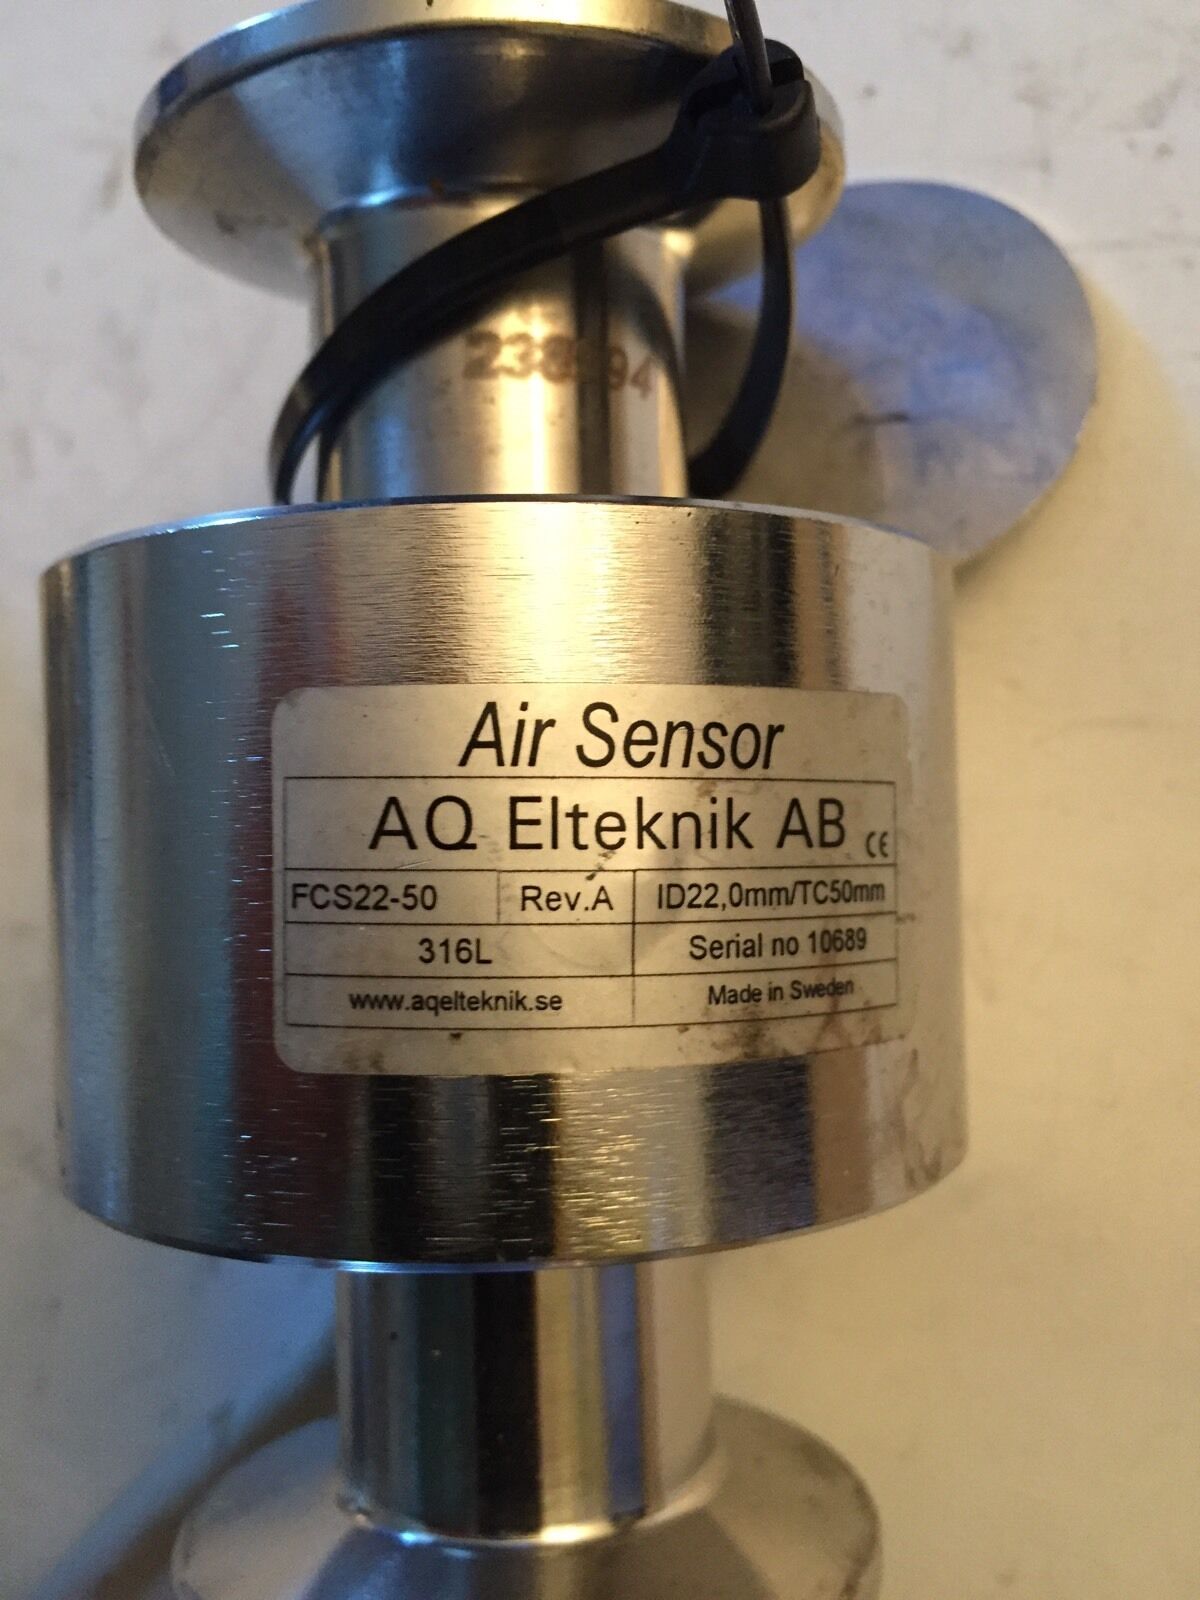 Air Sensor
AQ Elteknik AB CE
FCS22-50 Rev.A ID22,0mm/TC50mm
316L Serial no 10689
www.aqelteknik.se Made in Sweden